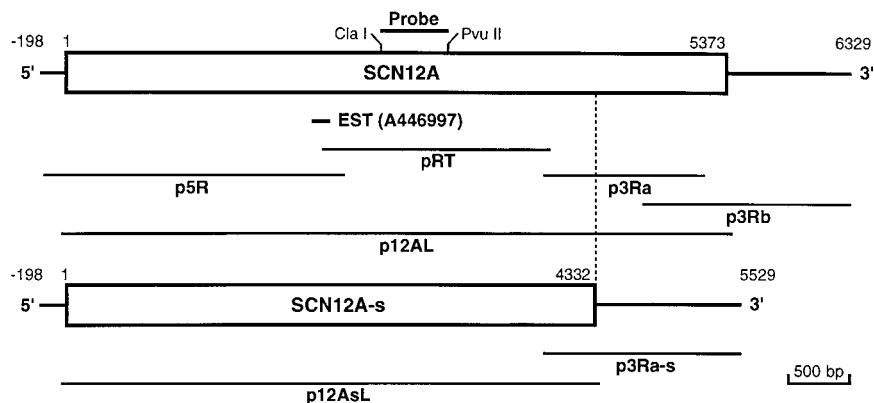 Probe
Cla I Pvu II
-198 1 5373 6329
5' SCN12A 3'
EST (A446997)
pRT
p5R p3Ra
p3Rb
p12AL
-198 1 4332 5529
5' SCN12A-s 3'
p3Ra-s
p12AsL
500 bp